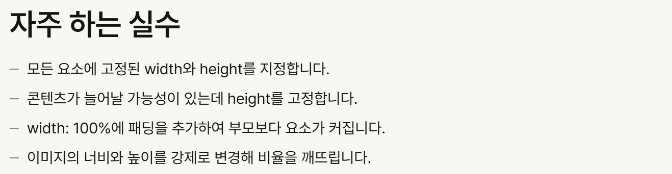 자주 하는 실수
— 모든 요소에 고정된 width와 height를 지정합니다.
— 콘텐츠가 늘어날 가능성이 있는데 height를 고정합니다.
— width: 100%에 패딩을 추가하여 부모보다 요소가 커집니다.
— 이미지의 너비와 높이를 강제로 변경해 비율을 깨뜨립니다.